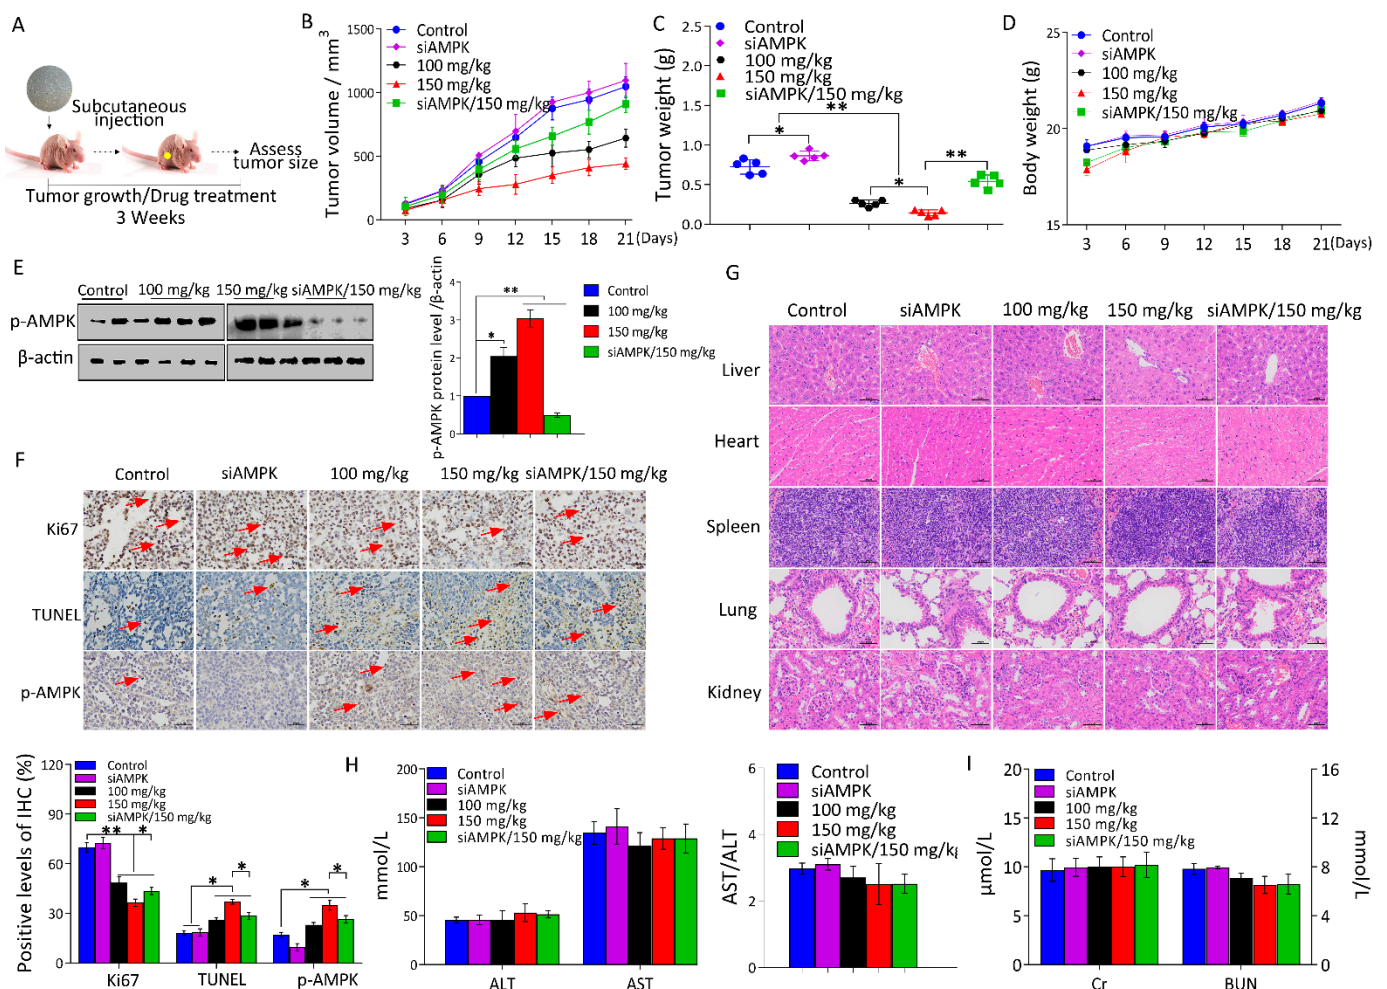 A
Subcutaneous
injection
Assess
tumor size
Tumor growth/Drug treatment
3 Weeks
B
Tumor volume / mm3
1500
1000
500
0
Control
siAMPK
100 mg/kg
150 mg/kg
siAMPK/150 mg/kg
3 6 9 12 15 18 21(Days)
C
Tumor weight (g)
2.5
2.0
1.5
1.0
0.5
0.0
Control
siAMPK
100 mg/kg
150 mg/kg
siAMPK/150 mg/kg
**
*
**
*
D
Body weight (g)
25
20
15
Control
siAMPK
100 mg/kg
150 mg/kg
siAMPK/150 mg/kg
3 6 9 12 15 18 21(Days)
E
Control 100 mg/kg 150 mg/kg siAMPK/150 mg/kg
p-AMPK
β-actin
p-AMPK protein level /β-actin
4
3
2
1
0
**
*
Control
100 mg/kg
150 mg/kg
siAMPK/150 mg/kg
F
Control siAMPK 100 mg/kg 150 mg/kg siAMPK/150 mg/kg
Ki67
TUNEL
p-AMPK
Positive levels of IHC (%)
120
90
60
30
0
Control
siAMPK
100 mg/kg
150 mg/kg
siAMPK/150 mg/kg
** *
* *
* *
Ki67 TUNEL p-AMPK
G
Control siAMPK 100 mg/kg 150 mg/kg siAMPK/150 mg/kg
Liver
Heart
Spleen
Lung
Kidney
H
mmol/L
200
150
100
50
0
Control
siAMPK
100 mg/kg
150 mg/kg
siAMPK/150 mg/kg
ALT AST
AST/ALT
6
4
2
0
Control
siAMPK
100 mg/kg
150 mg/kg
siAMPK/150 mg/kg
I
μmol/L
20
15
10
5
0
Control
siAMPK
100 mg/kg
150 mg/kg
siAMPK/150 mg/kg
16
12
8
4
0
mmol/L
Cr BUN